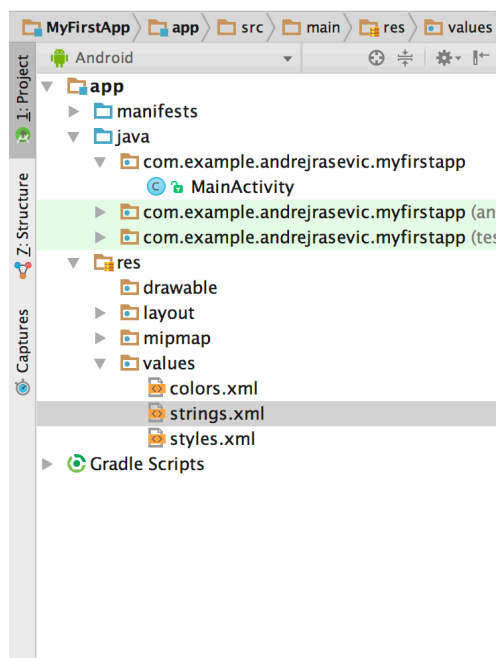 MyFirstApp app src main res values
Android
app
manifests
java
com.example.andrejrasevic.myfirstapp
C MainActivity
com.example.andrejrasevic.myfirstapp (an
com.example.andrejrasevic.myfirstapp (tes
res
drawable
layout
mipmap
values
colors.xml
strings.xml
styles.xml
Gradle Scripts
1: Project
Z: Structure
Captures